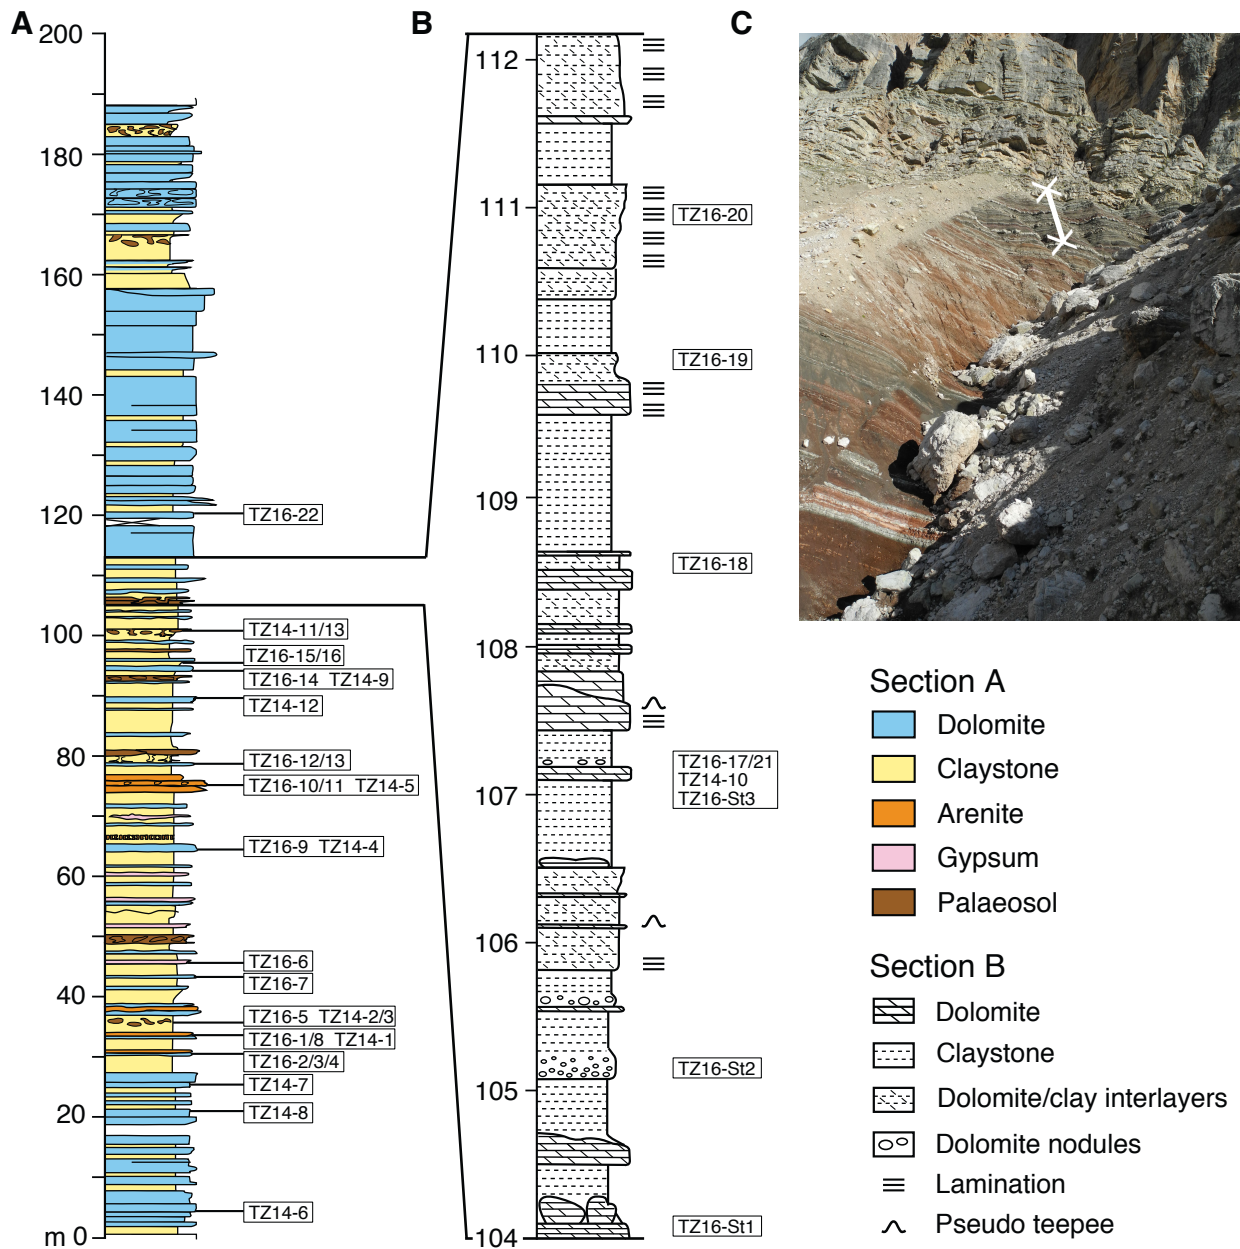 A
200
180
160
140
120
100
80
60
40
20
m 0
TZ16-22
TZ14-11/13
TZ16-15/16
TZ16-14 TZ14-9
TZ14-12
TZ16-12/13
TZ16-10/11 TZ14-5
TZ16-9 TZ14-4
TZ16-6
TZ16-7
TZ16-5 TZ14-2/3
TZ16-1/8 TZ14-1
TZ16-2/3/4
TZ14-7
TZ14-8
TZ14-6
B
112
111
110
109
108
107
106
105
104
TZ16-20
TZ16-19
TZ16-18
TZ16-17/21
TZ14-10
TZ16-St3
TZ16-St2
TZ16-St1
C
Section A
Dolomite
Claystone
Arenite
Gypsum
Palaeosol
Section B
Dolomite
Claystone
Dolomite/clay interlayers
Dolomite nodules
Lamination
Pseudo teepee